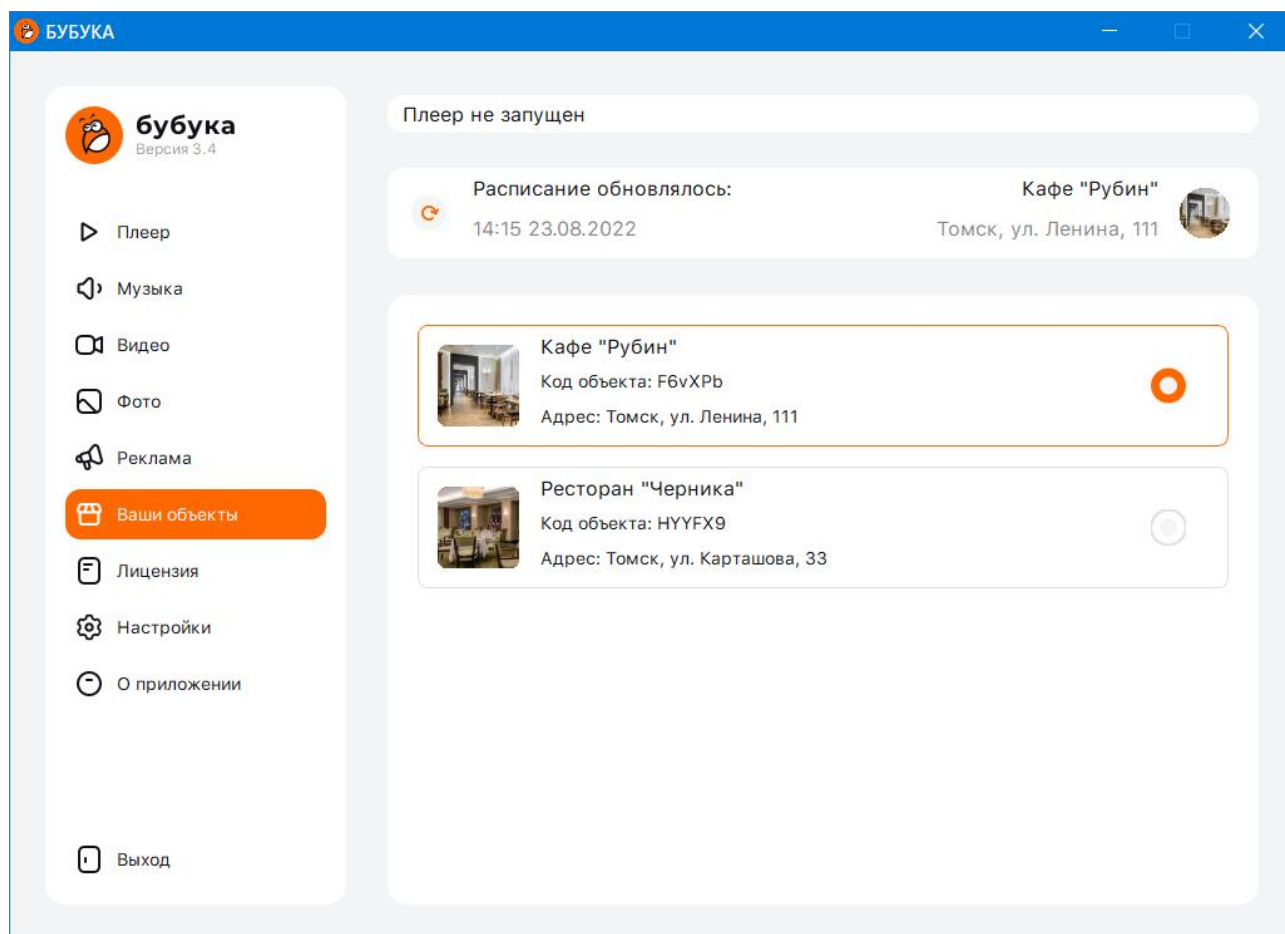 БУБУКА
бубука
Версия 3.4
Плеер
Музыка
Видео
Фото
Реклама
Ваши объекты
Лицензия
Настройки
О приложении
Выход
Плеер не запущен
Расписание обновлялось:
14:15 23.08.2022
Кафе "Рубин"
Томск, ул. Ленина, 111
Кафе "Рубин"
Код объекта: F6vXPb
Адрес: Томск, ул. Ленина, 111
Ресторан "Черника"
Код объекта: HYYFX9
Адрес: Томск, ул. Карташова, 33